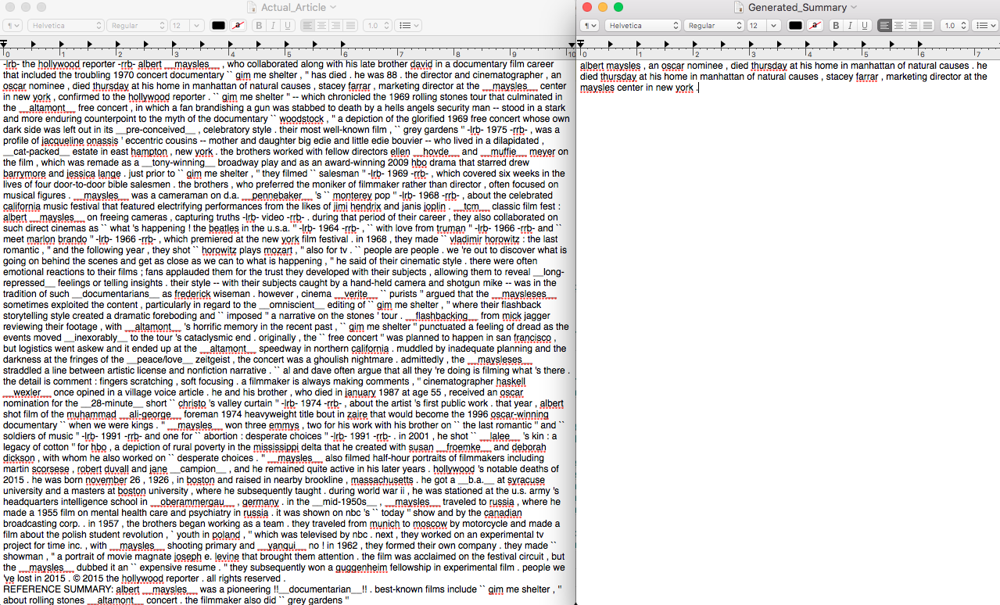 Actual_Article
Helvetica Regular 12 a B I U 1.0
0 1 2 3 4 5 6 7 8 9 10
-lrb- the hollywood reporter -rrb- albert __maysles__ , who collaborated along with his late brother david in a documentary film career
that included the troubling 1970 concert documentary `` gim me shelter , '' has died . he was 88 . the director and cinematographer , an
oscar nominee , died thursday at his home in manhattan of natural causes , stacey farrar , marketing director at the __maysles__ center
in new york , confirmed to the hollywood reporter . `` gim me shelter '' -- which chronicled the 1969 rolling stones tour that culminated in
the __altamont__ free concert , in which a fan brandishing a gun was stabbed to death by a hells angels security man -- stood in a stark
and more enduring counterpoint to the myth of the documentary `` woodstock , '' a depiction of the glorified 1969 free concert whose own
dark side was left out in its __pre-conceived__ , celebratory style . their most well-known film , `` grey gardens '' -lrb- 1975 -rrb- , was a
profile of jacqueline onassis ' eccentric cousins -- mother and daughter big edie and little edie bouvier -- who lived in a dilapidated ,
__cat-packed__ estate in east hampton , new york . the brothers worked with fellow directors ellen __hovde__ and __muffie__ meyer on
the film , which was remade as a __tony-winning__ broadway play and as an award-winning 2009 hbo drama that starred drew
barrymore and jessica lange . just prior to `` gim me shelter , '' they filmed `` salesman '' -lrb- 1969 -rrb- , which covered six weeks in the
lives of four door-to-door bible salesmen . the brothers , who preferred the moniker of filmmaker rather than director , often focused on
musical figures . __maysles__ was a cameraman on d.a. __pennebaker__ 's `` monterey pop '' -lrb- 1968 -rrb- , about the celebrated
california music festival that featured electrifying performances from the likes of jimi hendrix and janis joplin . __tcm__ classic film fest :
albert __maysles__ on freeing cameras , capturing truths -lrb- video -rrb- . during that period of their career , they also collaborated on
such direct cinemas as `` what 's happening ! the beatles in the u.s.a. '' -lrb- 1964 -rrb- , `` with love from truman '' -lrb- 1966 -rrb- and ``
meet marlon brando '' -lrb- 1966 -rrb- , which premiered at the new york film festival . in 1968 , they made `` vladimir horowitz : the last
romantic , '' and the following year , they shot `` horowitz plays mozart , '' also for tv . `` people are people . we 're out to discover what is
going on behind the scenes and get as close as we can to what is happening , '' he said of their cinematic style . there were often
emotional reactions to their films ; fans applauded them for the trust they developed with their subjects , allowing them to reveal __long-
repressed__ feelings or telling insights . their style -- with their subjects caught by a hand-held camera and shotgun mike -- was in the
tradition of such __documentarians__ as frederick wiseman . however , cinema __verite__ `` purists '' argued that the __maysleses__
sometimes exploited the content , particularly in regard to the __omniscient__ editing of `` gim me shelter , '' where their flashback
storytelling style created a dramatic foreboding and `` imposed '' a narrative on the stones ' tour . __flashbacking__ from mick jagger
reviewing their footage , with __altamont__ 's horrific memory in the recent past , `` gim me shelter '' punctuated a feeling of dread as the
events moved __inexorably__ to the tour 's cataclysmic end . originally , the `` free concert '' was planned to happen in san francisco ,
but logistics went askew and it ended up at the __altamont__ speedway in northern california . muddled by inadequate planning and the
darkness at the fringes of the __peace/love__ zeitgeist , the concert was a ghoulish nightmare . admittedly , the __maysleses__
straddled a line between artistic license and nonfiction narrative . `` al and dave often argue that all they 're doing is filming what 's there .
the detail is comment : fingers scratching , soft focusing . a filmmaker is always making comments , '' cinematographer haskell
__wexler__ once opined in a village voice article . he and his brother , who died in january 1987 at age 55 , received an oscar
nomination for the __28-minute__ short `` christo 's valley curtain '' -lrb- 1974 -rrb- , about the artist 's first public work . that year , albert
shot film of the muhammad __ali-george__ foreman 1974 heavyweight title bout in zaire that would become the 1996 oscar-winning
documentary `` when we were kings . '' __maysles__ won three emmys , two for his work with his brother on `` the last romantic '' and ``
soldiers of music '' -lrb- 1991 -rrb- and one for `` abortion : desperate choices '' -lrb- 1991 -rrb- . in 2001 , he shot `` __lalee__ 's kin : a
legacy of cotton '' for hbo , a depiction of rural poverty in the mississippi delta that he created with susan __froemke__ and deborah
dickson , with whom he also worked on `` desperate choices . '' __maysles__ also filmed half-hour portraits of filmmakers including
martin scorsese , robert duvall and jane __campion__ , and he remained quite active in his later years . hollywood 's notable deaths of
2015 . he was born november 26 , 1926 , in boston and raised in nearby brookline , massachusetts . he got a __b.a.__ at syracuse
university and a masters at boston university , where he subsequently taught . during world war ii , he was stationed at the u.s. army 's
headquarters intelligence school in __oberammergau__ , germany . in the __mid-1950s__ , __maysles__ traveled to russia , where he
made a 1955 film on mental health care and psychiatry in russia . it was shown on nbc 's `` today '' show and by the canadian
broadcasting corp. . in 1957 , the brothers began working as a team . they traveled from munich to moscow by motorcycle and made a
film about the polish student revolution , ` youth in poland , '' which was televised by nbc . next , they worked on an experimental tv
project for time inc. , with __maysles__ shooting primary and __yanqui__ no ! in 1962 , they formed their own company . they made ``
showman , '' a portrait of movie magnate joseph e. levine that brought them attention . the film was acclaimed on the festival circuit , but
the __maysles__ dubbed it an `` expensive resume . '' they subsequently won a guggenheim fellowship in experimental film . people we
've lost in 2015 . © 2015 the hollywood reporter . all rights reserved .
REFERENCE SUMMARY: albert __maysles__ was a pioneering !!__documentarian__!! . best-known films include `` gim me shelter , ''
about rolling stones __altamont__ concert . the filmmaker also did `` grey gardens ''
Generated_Summary
Helvetica Regular 12 a B I U 1.0
0 1 2 3 4 5 6 7
albert maysles , an oscar nominee , died thursday at his home in manhattan of natural causes . he
died thursday at his home in manhattan of natural causes , stacey farrar , marketing director at the
maysles center in new york .